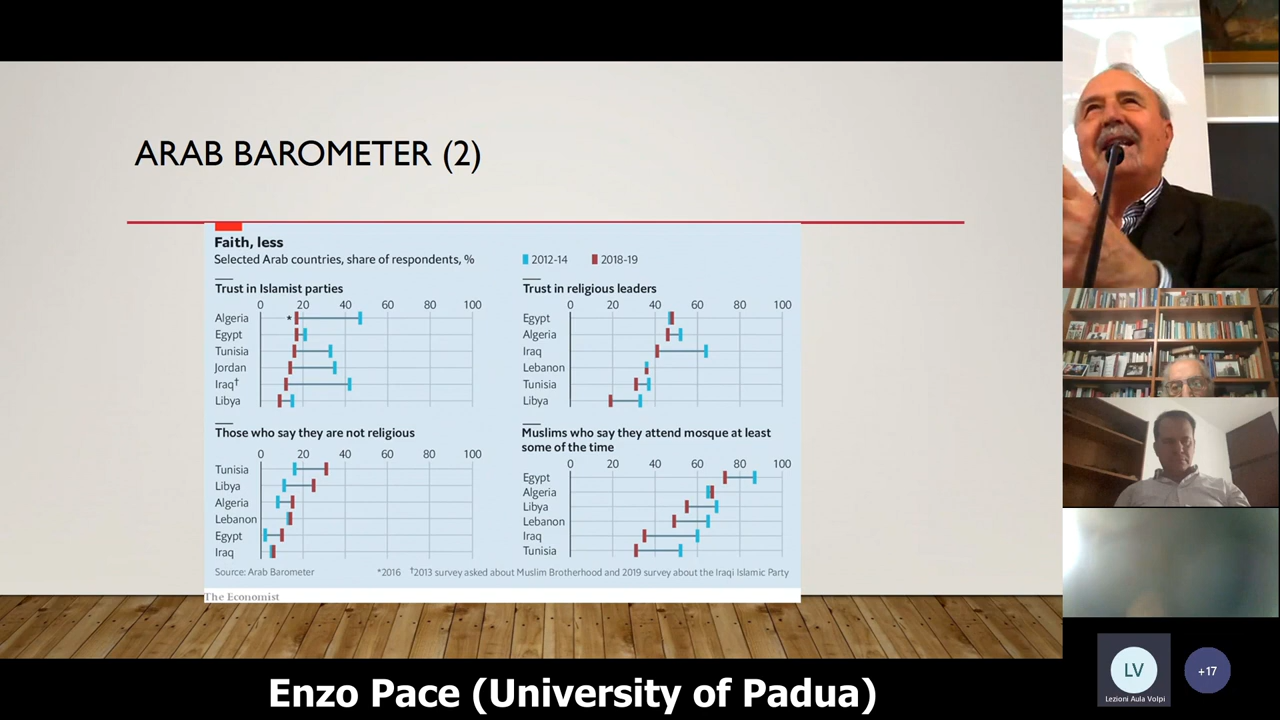 ARAB BAROMETER (2)
Faith, less
Selected Arab countries, share of respondents, %
2012-14
2018-19
Trust in Islamist parties
0 20 40 60 80 100
Algeria *
Egypt
Tunisia
Jordan
Iraq†
Libya
Trust in religious leaders
0 20 40 60 80 100
Egypt
Algeria
Iraq
Lebanon
Tunisia
Libya
Those who say they are not religious
0 20 40 60 80 100
Tunisia
Libya
Algeria
Lebanon
Egypt
Iraq
Muslims who say they attend mosque at least
some of the time
0 20 40 60 80 100
Egypt
Algeria
Libya
Lebanon
Iraq
Tunisia
Source: Arab Barometer
*2016 †2013 survey asked about Muslim Brotherhood and 2019 survey about the Iraqi Islamic Party
The Economist
LV
Lezioni Aula Volpi
+17
Enzo Pace (University of Padua)